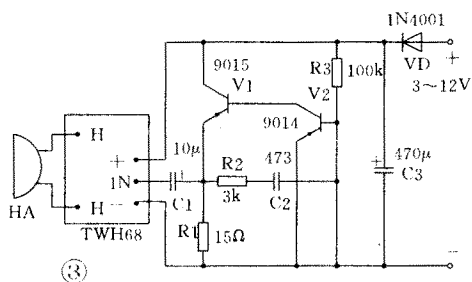 1N4001
9015
V1
R3
100k
V2
VD
+
3～12V
9014
H
+
10μ
R2
473
+
470μ
C3
1N
+
HA
H
−
C1
3k
C2
TWH68
R1
15Ω
−
③